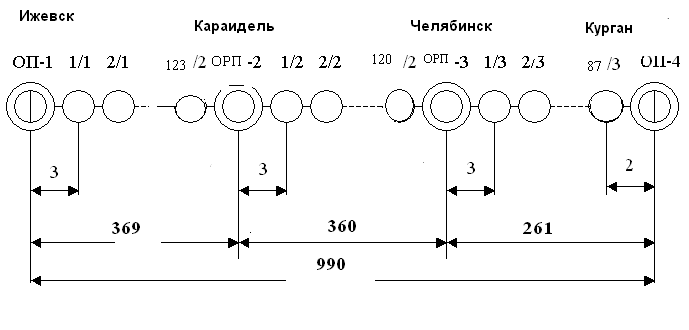 Ижевск Караидель Челябинск Курган
ОП-1 1/1 2/1 123 /2 ОРП -2 1/2 2/2 120 /2 ОРП -3 1/3 2/3 87 /3 ОП-4
3 3 3 2
369 360 261
990